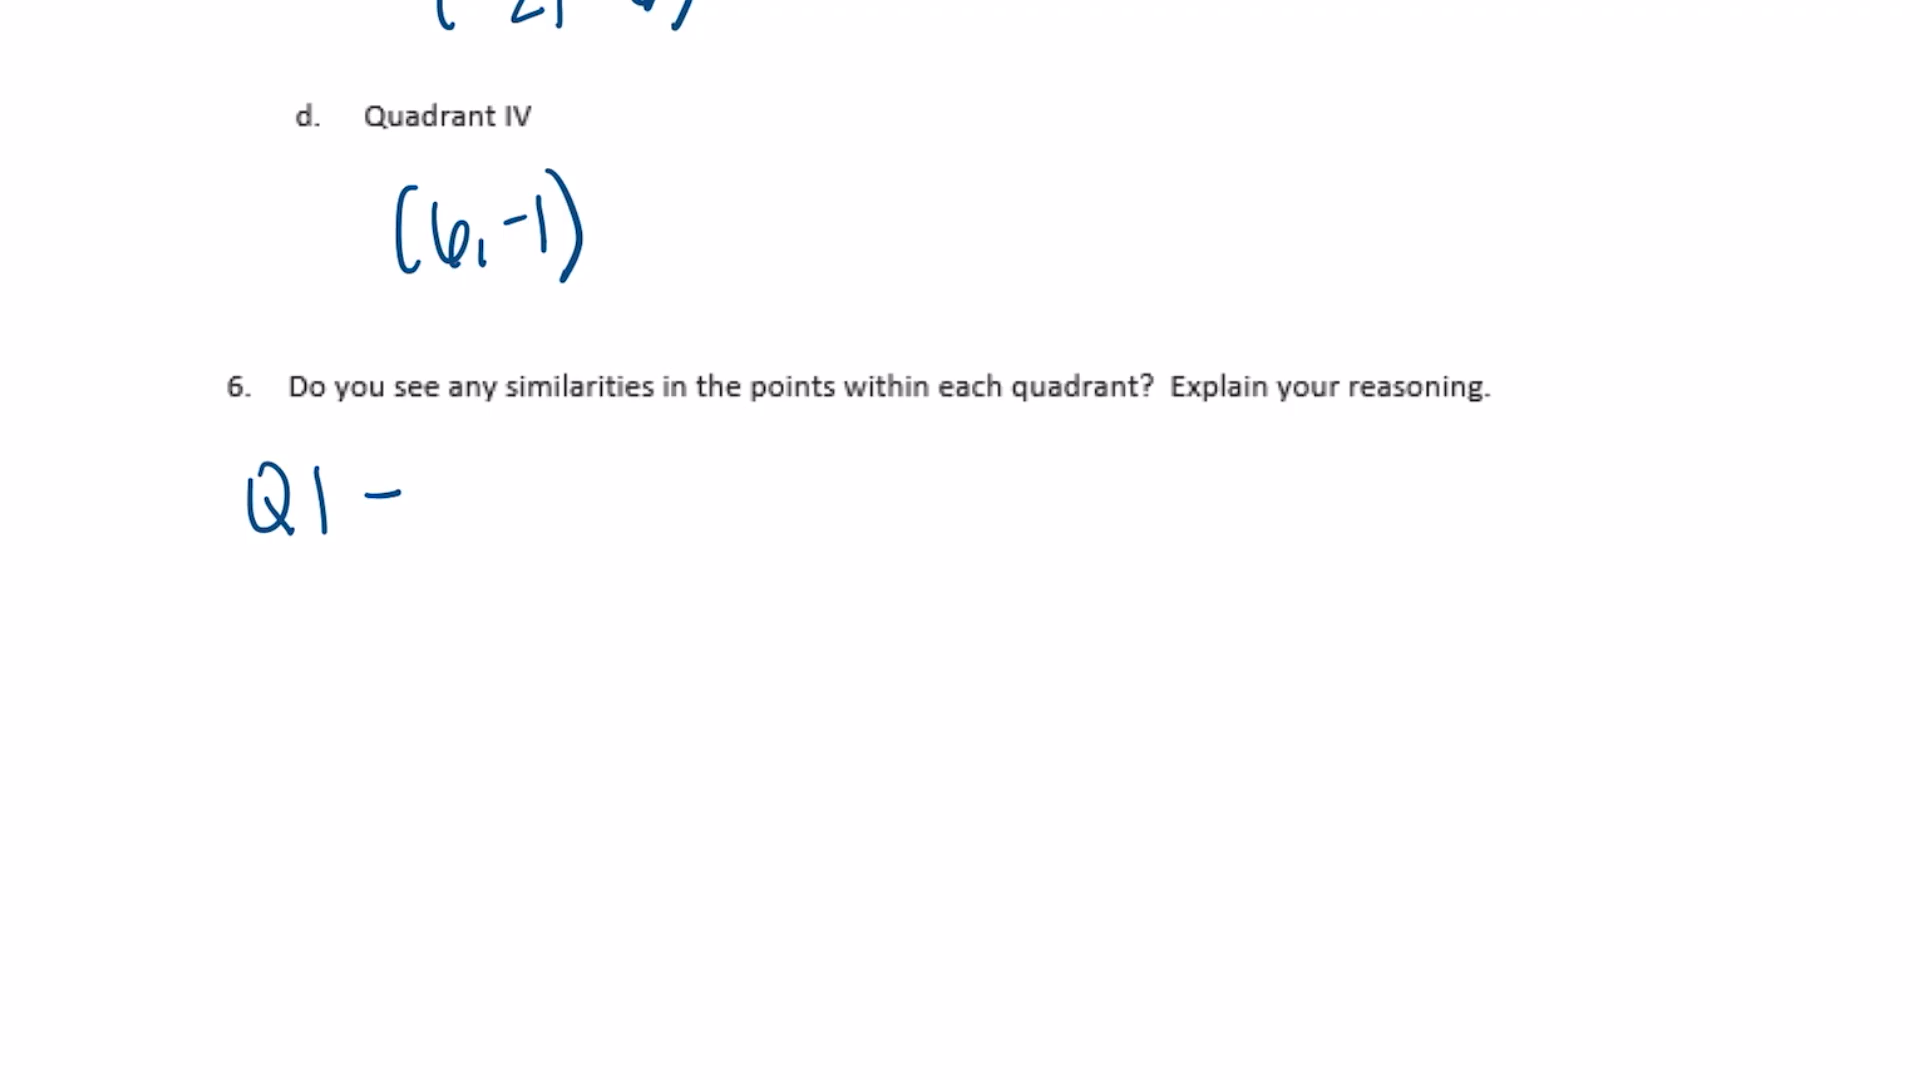 d. Quadrant IV
(6, -1)
6. Do you see any similarities in the points within each quadrant? Explain your reasoning.
Q1 -